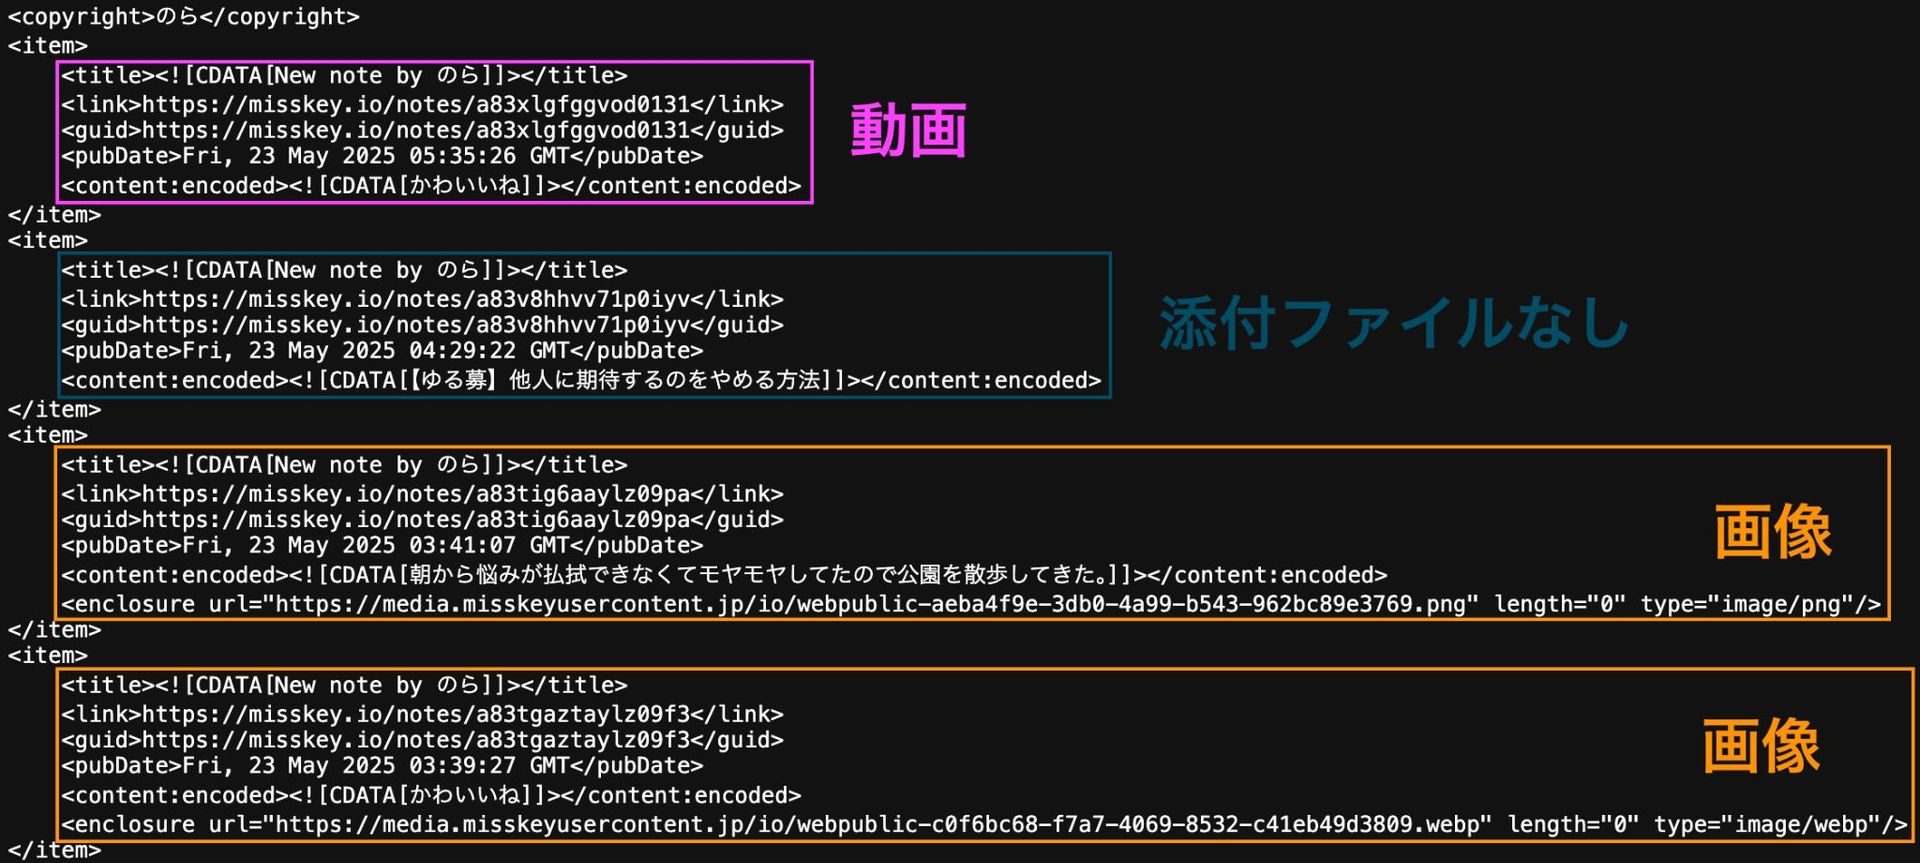 <copyright>のら</copyright>
<item>
<title><![CDATA[New note by のら]]></title>
<link>https://misskey.io/notes/a83xlgfggvod0131</link>
<guid>https://misskey.io/notes/a83xlgfggvod0131</guid>
<pubDate>Fri, 23 May 2025 05:35:26 GMT</pubDate>
<content:encoded><![CDATA[かわいいね]]></content:encoded>
動画
</item>
<item>
<title><![CDATA[New note by のら]]></title>
<link>https://misskey.io/notes/a83v8hhvv71p0iyv</link>
<guid>https://misskey.io/notes/a83v8hhvv71p0iyv</guid>
<pubDate>Fri, 23 May 2025 04:29:22 GMT</pubDate>
<content:encoded><![CDATA[【ゆる募】他人に期待するのをやめる方法]]></content:encoded>
添付ファイルなし
</item>
<item>
<title><![CDATA[New note by のら]]></title>
<link>https://misskey.io/notes/a83tig6aaylz09pa</link>
<guid>https://misskey.io/notes/a83tig6aaylz09pa</guid>
<pubDate>Fri, 23 May 2025 03:41:07 GMT</pubDate>
<content:encoded><![CDATA[朝から悩みが払拭できなくてモヤモヤしてたので公園を散歩してきた。]]></content:encoded>
<enclosure url="https://media.misskeyusercontent.jp/io/webpublic-aeba4f9e-3db0-4a99-b543-962bc89e3769.png" length="0" type="image/png"/>
画像
</item>
<item>
<title><![CDATA[New note by のら]]></title>
<link>https://misskey.io/notes/a83tgaztaylz09f3</link>
<guid>https://misskey.io/notes/a83tgaztaylz09f3</guid>
<pubDate>Fri, 23 May 2025 03:39:27 GMT</pubDate>
<content:encoded><![CDATA[かわいいね]]></content:encoded>
<enclosure url="https://media.misskeyusercontent.jp/io/webpublic-c0f6bc68-f7a7-4069-8532-c41eb49d3809.webp" length="0" type="image/webp"/>
画像
</item>